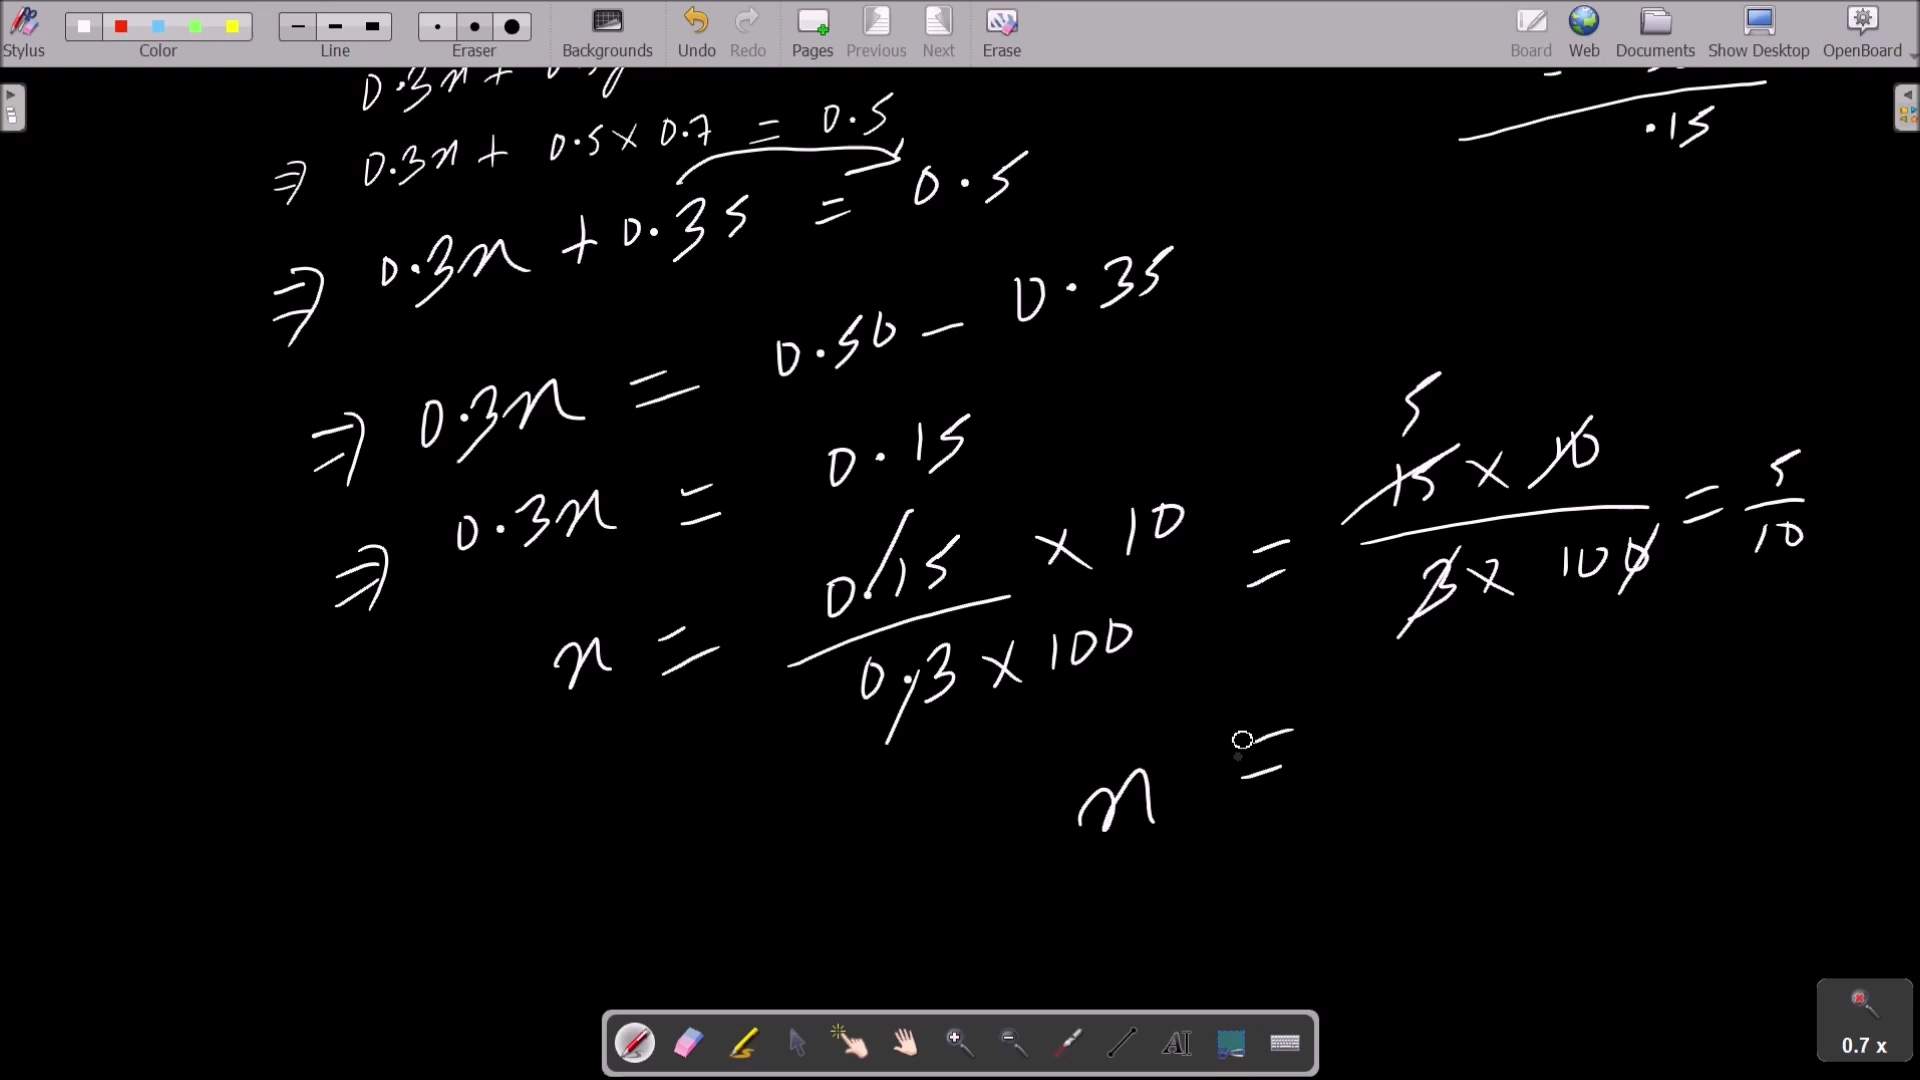 Stylus Color Line Eraser Backgrounds Undo Redo Pages Previous Next Erase Board Web Documents Show Desktop OpenBoard
0.3x +
⇒ 0.3x + 0.5 × 0.7 = 0.5
.15
⇒ 0.3x + 0.35 = 0.5
⇒ 0.3x = 0.50 - 0.35
⇒ 0.3x = 0.15
x = 0.15 × 10 / 0.3 × 100 = 15 × 10 / 3 × 100 = 5 / 10
5
x =
AI
0.7 x